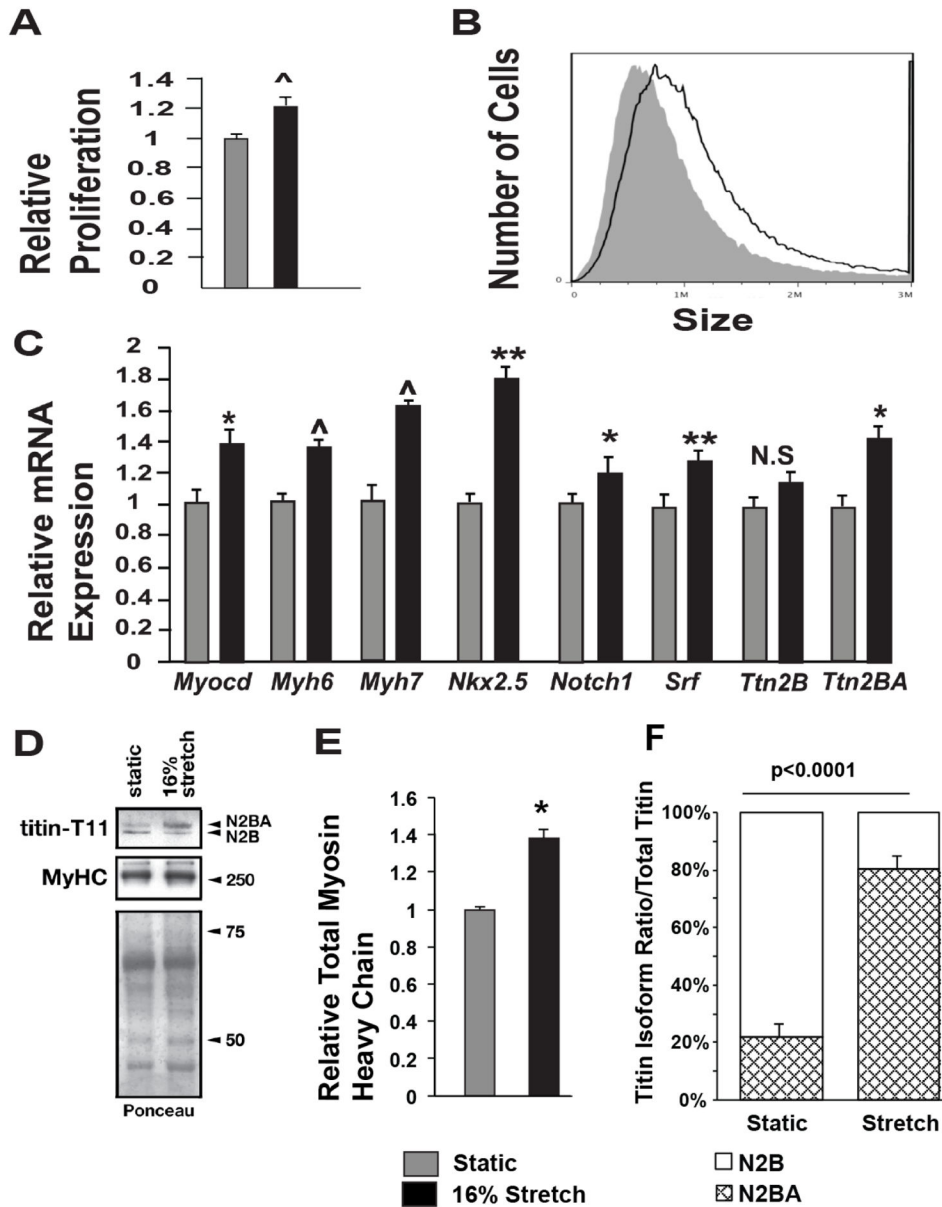 A
Relative
Proliferation
1.4
1.2
1
0.8
0.6
0.4
0.2
0
^
B
Number of Cells
0
0
1M
2M
3M
Size
C
Relative mRNA
Expression
2
1.8
1.6
1.4
1.2
1
0.8
0.6
0.4
0.2
0
* ^ ^ ** * ** N.S *
Myocd Myh6 Myh7 Nkx2.5 Notch1 Srf Ttn2B Ttn2BA
D
static
16%
stretch
titin-T11
N2BA
N2B
MyHC
250
75
50
Ponceau
E
Relative Total Myosin
Heavy Chain
1.6
1.4
1.2
1
0.8
0.6
0.4
0.2
0
*
F
p<0.0001
Titin Isoform Ratio/Total Titin
100%
80%
60%
40%
20%
0%
Static Stretch
Static
16% Stretch
N2B
N2BA